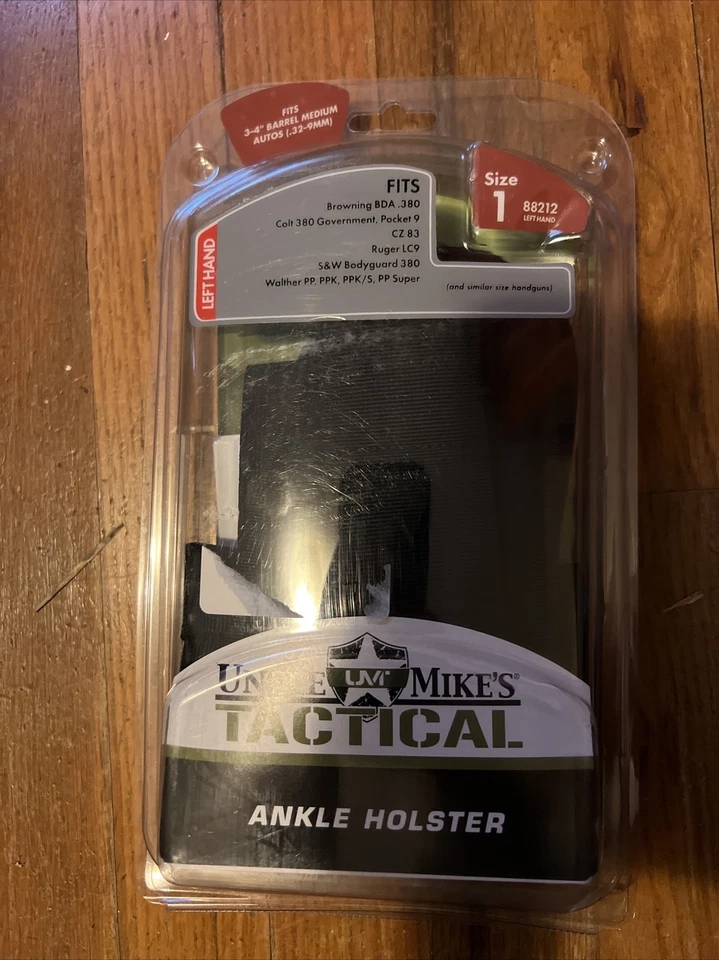 FITS
3-4" BARREL MEDIUM
AUTOS (.32-9MM)
FITS
Browning BDA .380
Colt 380 Government, Pocket 9
CZ 83
Ruger LC9
S&W Bodyguard 380
Walther PP, PPK, PPK/S, PP Super
(and similar size handguns)
LEFT HAND
Size
1
88212
LEFT HAND
UNCLE MIKE'S®
UMT
TACTICAL
ANKLE HOLSTER